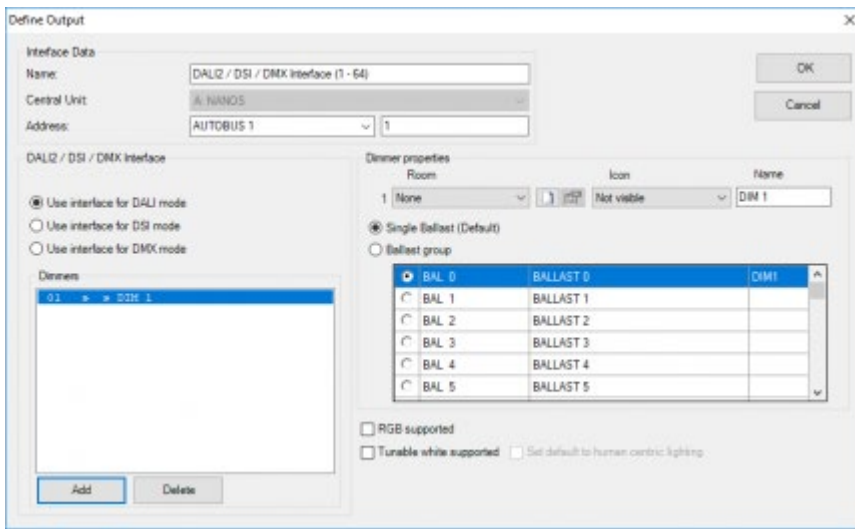 Define Output
Interface Data
Name: DALI2 / DSI / DMX Interface (1 - 64)
OK
Central Unit: A: NANOS
Cancel
Address: AUTOBUS 1 1
DALI2 / DSI / DMX Interface
Dimmer properties
Room Icon Name
1 None Not visible DIM 1
Use interface for DALI mode
Use interface for DSI mode
Use interface for DMX mode
Single Ballast (Default)
Ballast group
Dimmers
01 » » DIM 1
BAL 0 BALLAST 0 DIM1
BAL 1 BALLAST 1
BAL 2 BALLAST 2
BAL 3 BALLAST 3
BAL 4 BALLAST 4
BAL 5 BALLAST 5
RGB supported
Tunable white supported Set default to human centric lighting
Add Delete